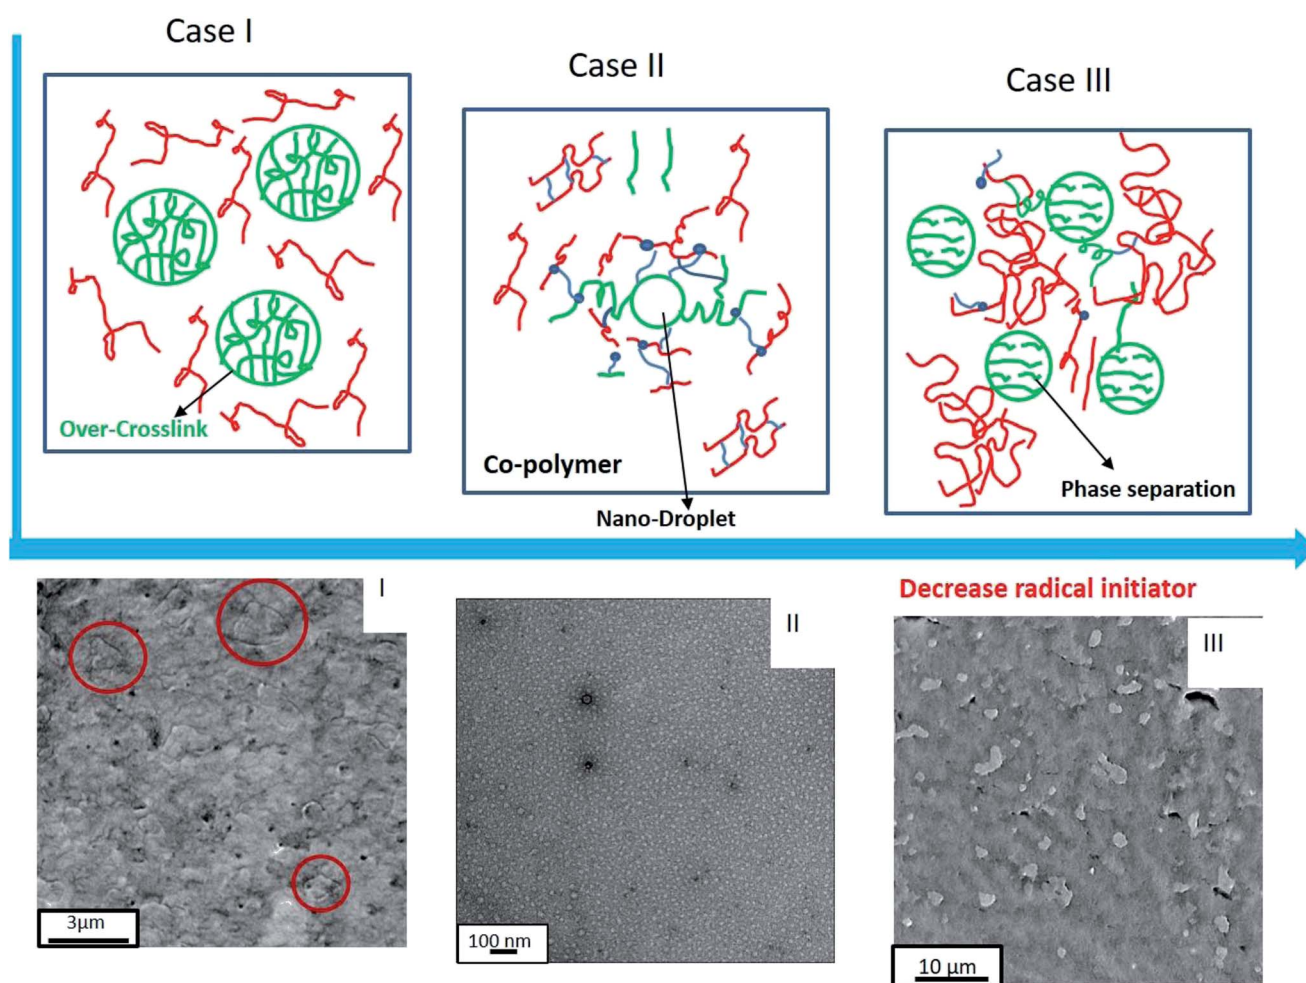 Case I
Case II
Case III
Over-Crosslink
Co-polymer
Nano-Droplet
Phase separation
Decrease radical initiator
I
II
III
3μm
100 nm
10 μm